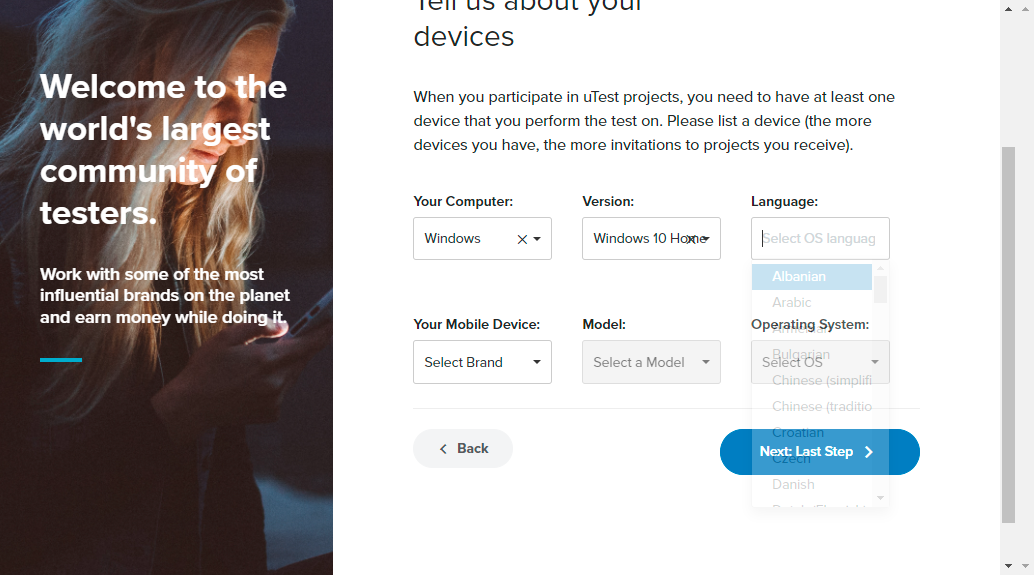 Welcome to the
world's largest
community of
testers.
Work with some of the most
influential brands on the planet
and earn money while doing it.
Tell us about your
devices
When you participate in uTest projects, you need to have at least one
device that you perform the test on. Please list a device (the more
devices you have, the more invitations to projects you receive).
Your Computer: Version: Language:
Windows Windows 10 Home Select OS languag
Albanian
Arabic
Armenian
Your Mobile Device: Model: Operating System:
Bulgarian
Select Brand Select a Model Select OS
Chinese (simplifi
Chinese (traditio
Croatian
Back Next: Last Step
Czech
Danish